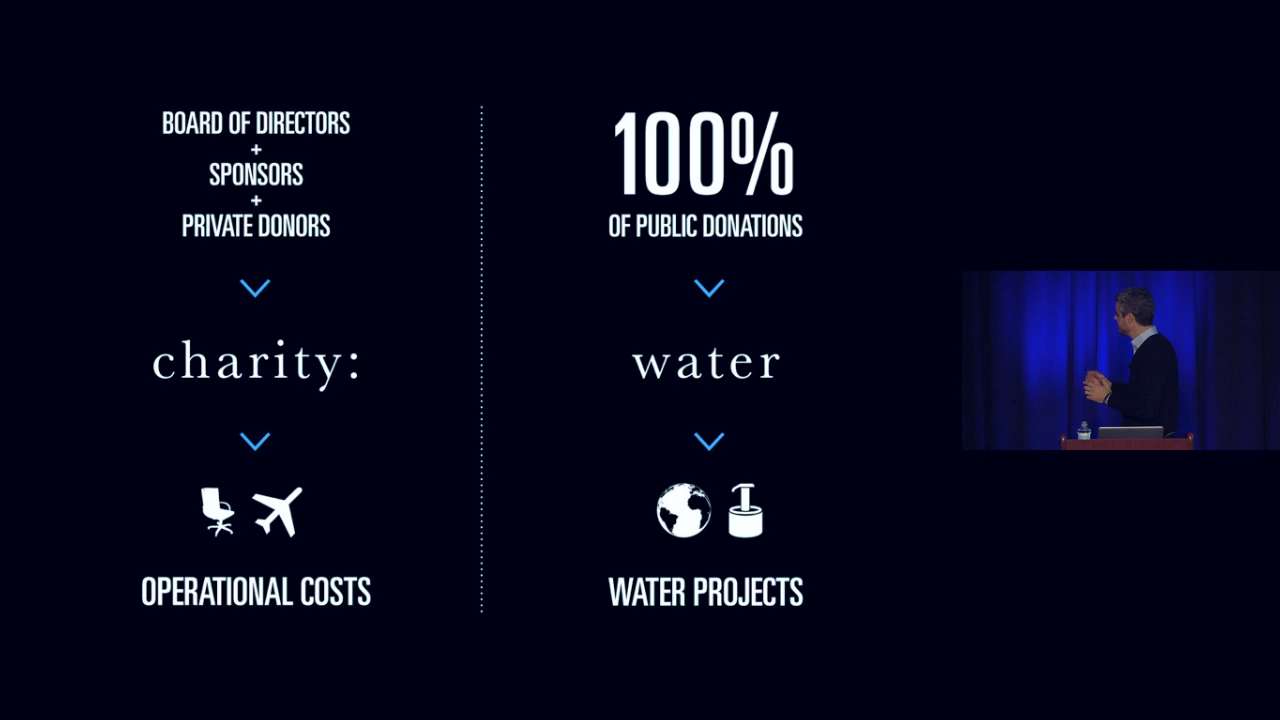 BOARD OF DIRECTORS
+
SPONSORS
+
PRIVATE DONORS
charity:
OPERATIONAL COSTS
100%
OF PUBLIC DONATIONS
water
WATER PROJECTS